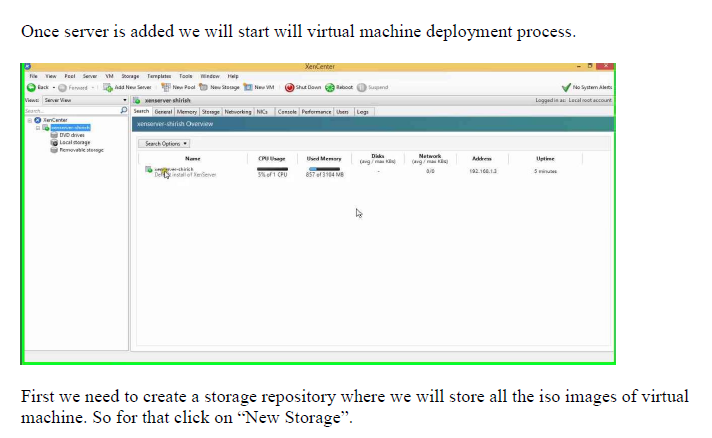 Once server is added we will start will virtual machine deployment process.
XenCenter
File View Pool Server VM Storage Templates Tools Window Help
Back Forward Add New Server New Pool New Storage New VM Shut Down Reboot Suspend No System Alerts
Views: Server View xenserver-shirish Logged in as: Local root account
Search... Search General Memory Storage Networking NICs Console Performance Users Logs
XenCenter xenserver-shirish Overview
xenserver-shirish
DVD drives Search Options
Local storage
Removable storage
Name CPU Usage Used Memory Disks (avg / max KBs) Network (avg / max KBs) Address Uptime
xenserver-shirish
Default install of XenServer 5% of 1 CPU 857 of 3104 MB - 0/0 192.168.1.2 5 minutes
First we need to create a storage repository where we will store all the iso images of virtual
machine. So for that click on “New Storage”.